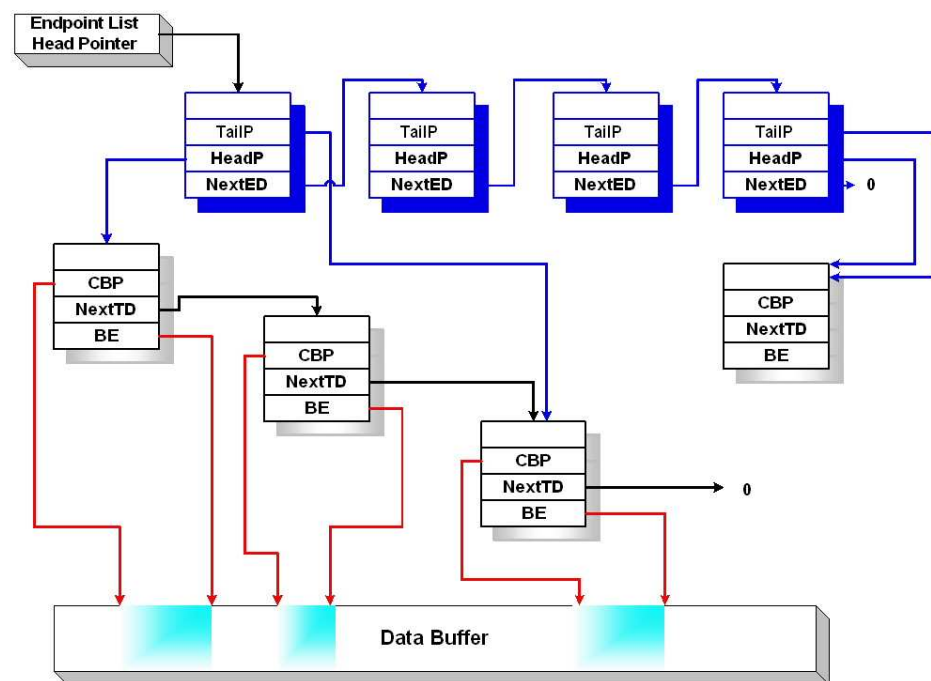 Endpoint List
Head Pointer
TailP
HeadP
NextED
TailP
HeadP
NextED
TailP
HeadP
NextED
TailP
HeadP
NextED
0
CBP
NextTD
BE
CBP
NextTD
BE
CBP
NextTD
BE
0
CBP
NextTD
BE
Data Buffer